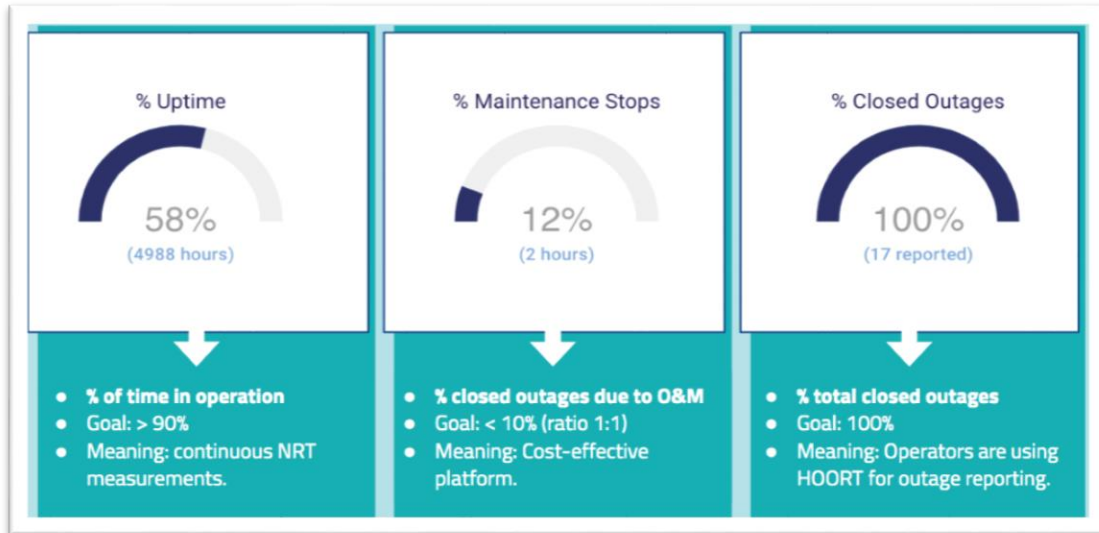 % Uptime
58%
(4988 hours)
• % of time in operation
• Goal: > 90%
• Meaning: continuous NRT
measurements.
% Maintenance Stops
12%
(2 hours)
• % closed outages due to O&M
• Goal: < 10% (ratio 1:1)
• Meaning: Cost-effective
platform.
% Closed Outages
100%
(17 reported)
• % total closed outages
• Goal: 100%
• Meaning: Operators are using
HOORT for outage reporting.